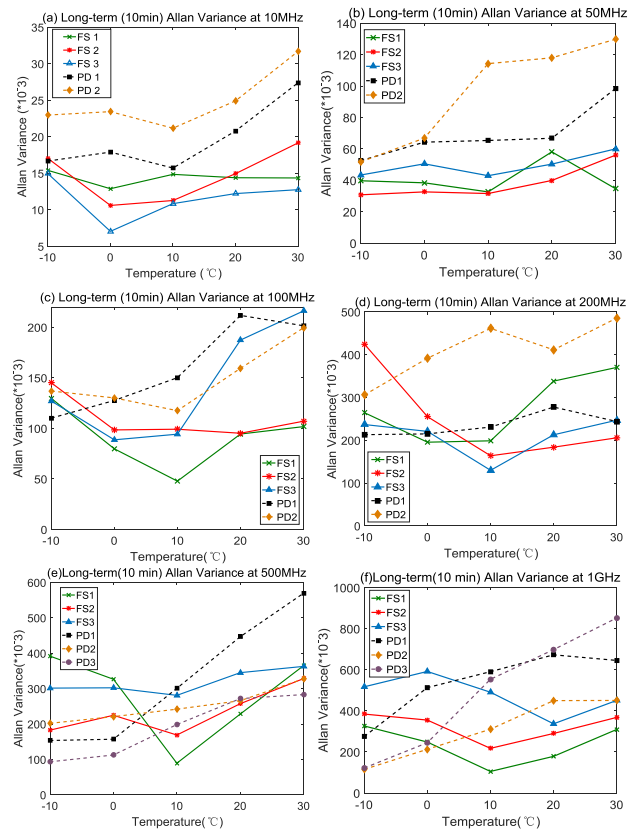 (a) Long-term (10min) Allan Variance at 10MHz
35
30
25
20
15
10
5
Allan Variance (*10^-3)
FS 1
FS 2
FS 3
PD 1
PD 2
-10 0 10 20 30
Temperature(℃)
(b) Long-term (10min) Allan Variance at 50MHz
140
120
100
80
60
40
20
0
Allan Variance(*10^-3)
FS1
FS2
FS3
PD1
PD2
-10 0 10 20 30
Temperature(℃)
(c) Long-term (10min) Allan Variance at 100MHz
200
150
100
50
0
Allan Variance(*10^-3)
FS1
FS2
FS3
PD1
PD2
-10 0 10 20 30
Temperature(℃)
(d) Long-term (10min) Allan Variance at 200MHz
500
400
300
200
100
0
Allan Variance(*10^-3)
FS1
FS2
FS3
PD1
PD2
-10 0 10 20 30
Temperature(℃)
(e)Long-term(10 min) Allan Variance at 500MHz
600
500
400
300
200
100
0
Allan Variance(*10^-3)
FS1
FS2
FS3
PD1
PD2
PD3
-10 0 10 20 30
Temperature(℃)
(f)Long-term(10 min) Allan Variance at 1GHz
1000
800
600
400
200
0
Allan Variance(*10^-3)
FS1
FS2
FS3
PD1
PD2
PD3
-10 0 10 20 30
Temperature(℃)